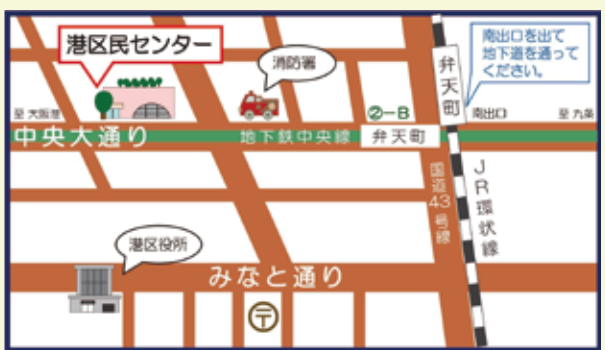 港区民センター
消防署
弁天町
南出口を出て
地下道を通って
ください。
至 大阪港
②-B
南出口
至 九条
中央大通り
地下鉄中央線
弁天町
国道43号線
JR環状線
港区役所
みなと通り
〒